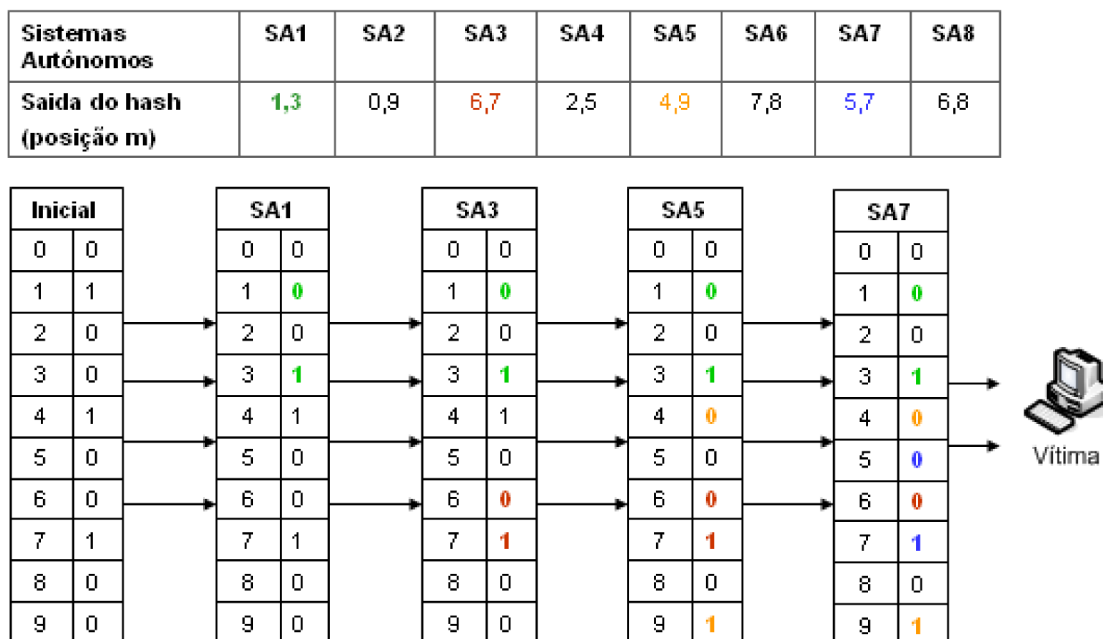 Sistemas Autônomos SA1 SA2 SA3 SA4 SA5 SA6 SA7 SA8
Saida do hash (posição m) 1,3 0,9 6,7 2,5 4,9 7,8 5,7 6,8
Inicial SA1 SA3 SA5 SA7
0 0 0 0 0 0 0 0 0 0
1 1 1 0 1 0 1 0 1 0
2 0 2 0 2 0 2 0 2 0
3 0 3 1 3 1 3 1 3 1
4 1 4 1 4 1 4 0 4 0
5 0 5 0 5 0 5 0 5 0
6 0 6 0 6 0 6 0 6 0
7 1 7 1 7 1 7 1 7 1
8 0 8 0 8 0 8 0 8 0
9 0 9 0 9 0 9 1 9 1
Vítima